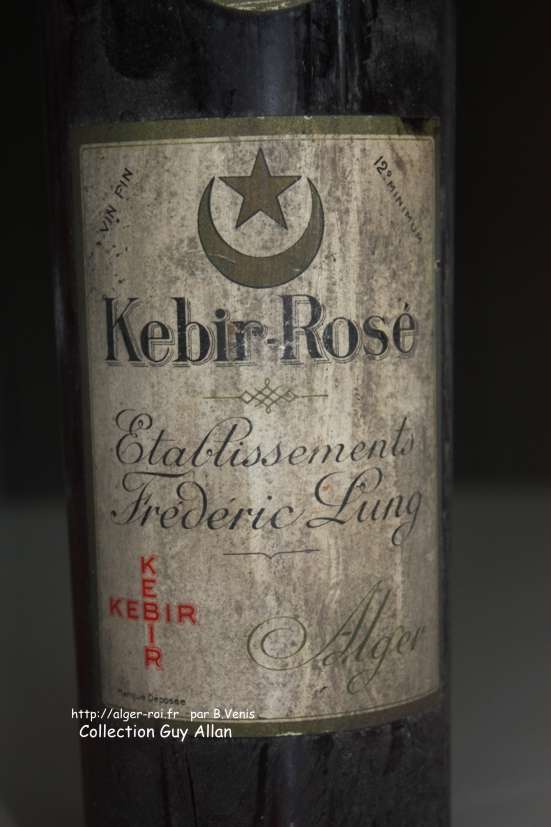 VIN FIN
12º MINIMUM
Kebir-Rosé
Etablissements
Frédéric Lung
KEBIR
KEBIR
Alger
Marque Déposée
http://alger-roi.fr par B.Venis
Collection Guy Allan